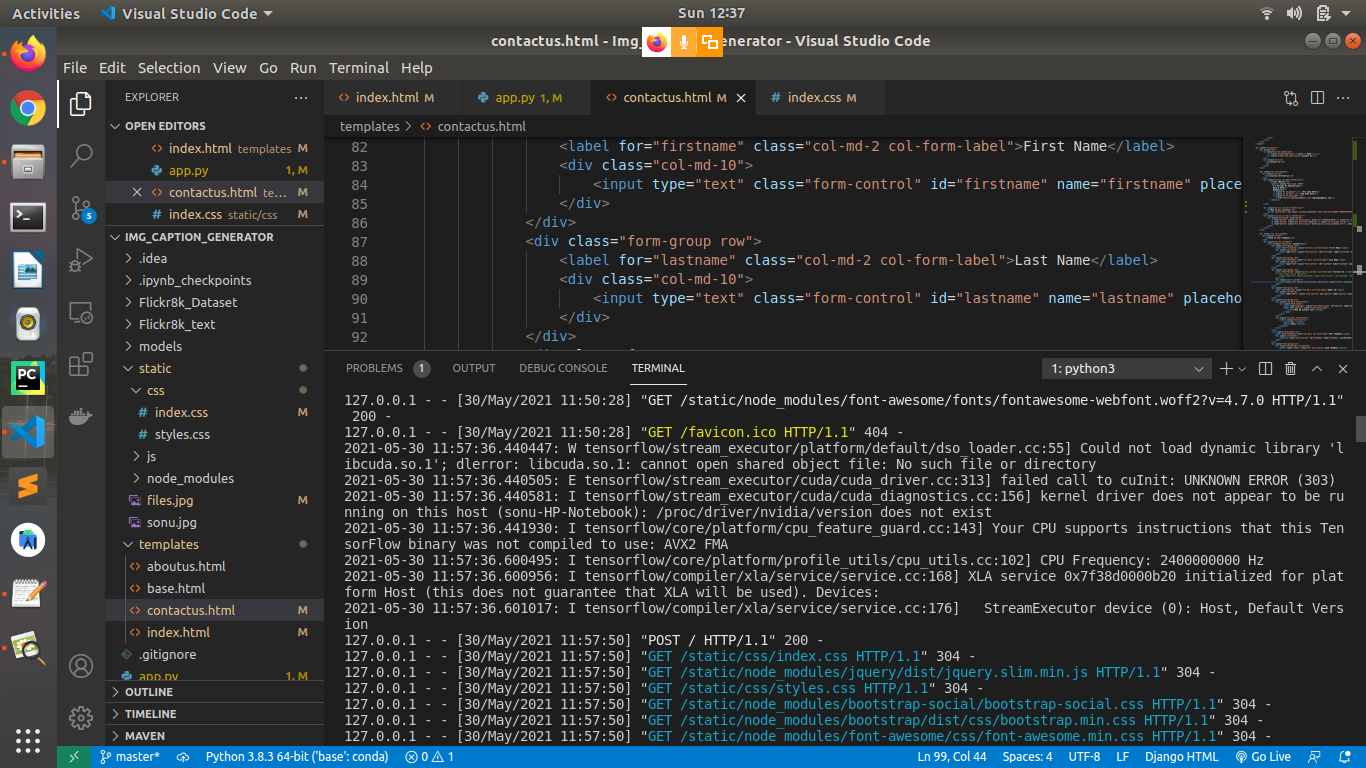 Activities
Visual Studio Code
Sun 12:37
contactus.html - Img_ enerator - Visual Studio Code
File Edit Selection View Go Run Terminal Help
EXPLORER
index.html M
app.py 1, M
contactus.html M
index.css M
OPEN EDITORS
index.html templates M
app.py 1, M
contactus.html te... M
index.css static/css M
5
IMG_CAPTION_GENERATOR
.idea
.ipynb_checkpoints
Flickr8k_Dataset
Flickr8k_text
models
static
css
index.css M
styles.css
js
node_modules
files.jpg M
sonu.jpg
templates
aboutus.html
base.html
contactus.html M
index.html M
.gitignore
app.py 1, M
OUTLINE
TIMELINE
MAVEN
PC
templates > contactus.html
82 <label for="firstname" class="col-md-2 col-form-label">First Name</label>
83 <div class="col-md-10">
84 <input type="text" class="form-control" id="firstname" name="firstname" place
85 </div>
86 </div>
87 <div class="form-group row">
88 <label for="lastname" class="col-md-2 col-form-label">Last Name</label>
89 <div class="col-md-10">
90 <input type="text" class="form-control" id="lastname" name="lastname" placeho
91 </div>
92 </div>
PROBLEMS 1 OUTPUT DEBUG CONSOLE TERMINAL 1: python3
127.0.0.1 - - [30/May/2021 11:50:28] "GET /static/node_modules/font-awesome/fonts/fontawesome-webfont.woff2?v=4.7.0 HTTP/1.1"
200 -
127.0.0.1 - - [30/May/2021 11:50:28] "GET /favicon.ico HTTP/1.1" 404 -
2021-05-30 11:57:36.440447: W tensorflow/stream_executor/platform/default/dso_loader.cc:55] Could not load dynamic library 'l
ibcuda.so.1'; dlerror: libcuda.so.1: cannot open shared object file: No such file or directory
2021-05-30 11:57:36.440505: E tensorflow/stream_executor/cuda/cuda_driver.cc:313] failed call to cuInit: UNKNOWN ERROR (303)
2021-05-30 11:57:36.440581: I tensorflow/stream_executor/cuda/cuda_diagnostics.cc:156] kernel driver does not appear to be ru
nning on this host (sonu-HP-Notebook): /proc/driver/nvidia/version does not exist
2021-05-30 11:57:36.441930: I tensorflow/core/platform/cpu_feature_guard.cc:143] Your CPU supports instructions that this Ten
sorFlow binary was not compiled to use: AVX2 FMA
2021-05-30 11:57:36.600495: I tensorflow/core/platform/profile_utils/cpu_utils.cc:102] CPU Frequency: 2400000000 Hz
2021-05-30 11:57:36.600956: I tensorflow/compiler/xla/service/service.cc:168] XLA service 0x7f38d0000b20 initialized for plat
form Host (this does not guarantee that XLA will be used). Devices:
2021-05-30 11:57:36.601017: I tensorflow/compiler/xla/service/service.cc:176] StreamExecutor device (0): Host, Default Vers
ion
127.0.0.1 - - [30/May/2021 11:57:50] "POST / HTTP/1.1" 200 -
127.0.0.1 - - [30/May/2021 11:57:50] "GET /static/css/index.css HTTP/1.1" 304 -
127.0.0.1 - - [30/May/2021 11:57:50] "GET /static/node_modules/jquery/dist/jquery.slim.min.js HTTP/1.1" 304 -
127.0.0.1 - - [30/May/2021 11:57:50] "GET /static/css/styles.css HTTP/1.1" 304 -
127.0.0.1 - - [30/May/2021 11:57:50] "GET /static/node_modules/bootstrap-social/bootstrap-social.css HTTP/1.1" 304 -
127.0.0.1 - - [30/May/2021 11:57:50] "GET /static/node_modules/bootstrap/dist/css/bootstrap.min.css HTTP/1.1" 304 -
127.0.0.1 - - [30/May/2021 11:57:50] "GET /static/node_modules/font-awesome/css/font-awesome.min.css HTTP/1.1" 304 -
master* Python 3.8.3 64-bit ('base': conda) 0 1 Ln 99, Col 44 Spaces: 4 UTF-8 LF Django HTML Go Live